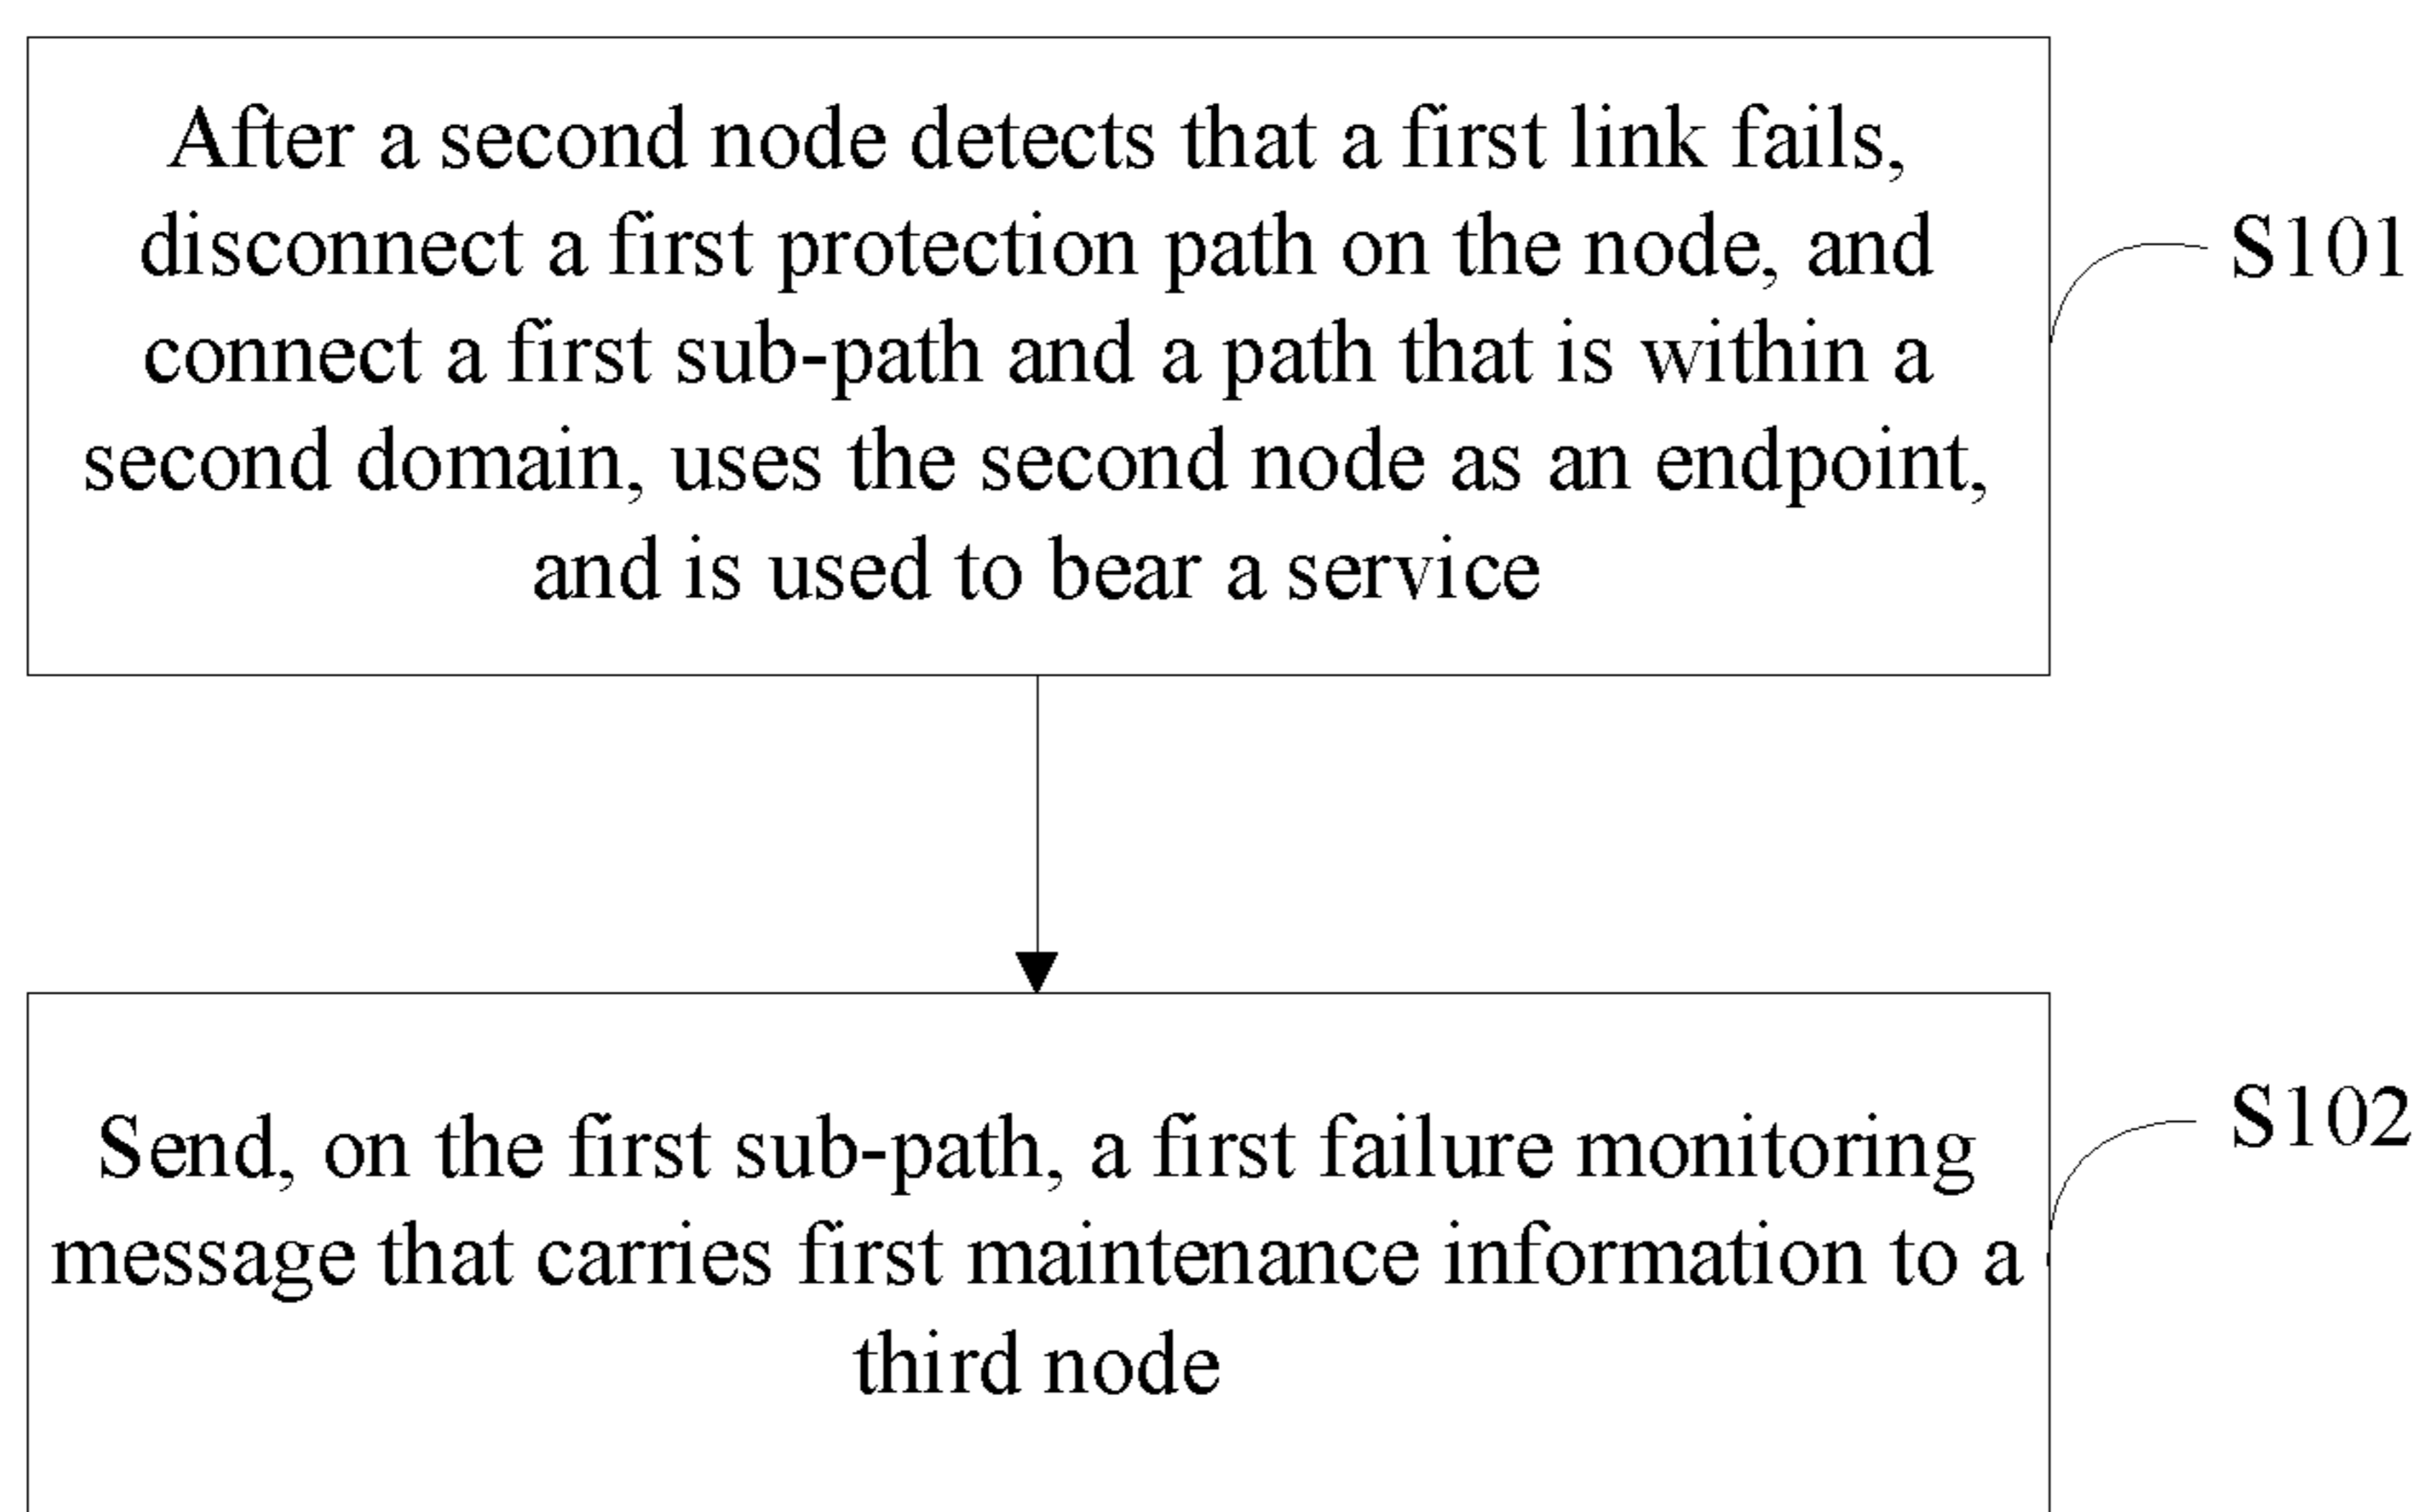 After a second node detects that a first link fails,
disconnect a first protection path on the node, and
connect a first sub-path and a path that is within a
second domain, uses the second node as an endpoint,
and is used to bear a service
S101
Send, on the first sub-path, a first failure monitoring
message that carries first maintenance information to a
third node
S102